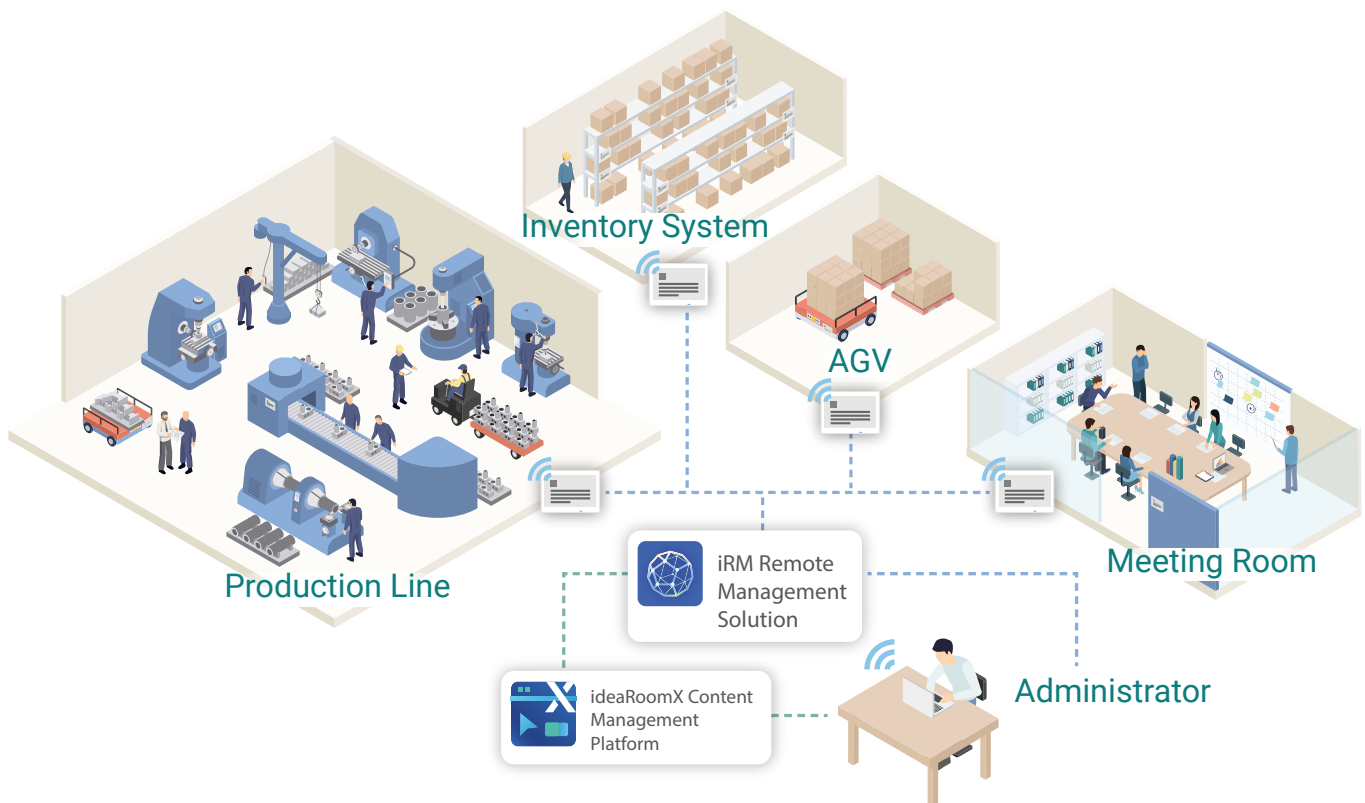 Inventory System
AGV
Production Line
Meeting Room
iRM Remote
Management
Solution
ideaRoomX Content
Management
Platform
Administrator